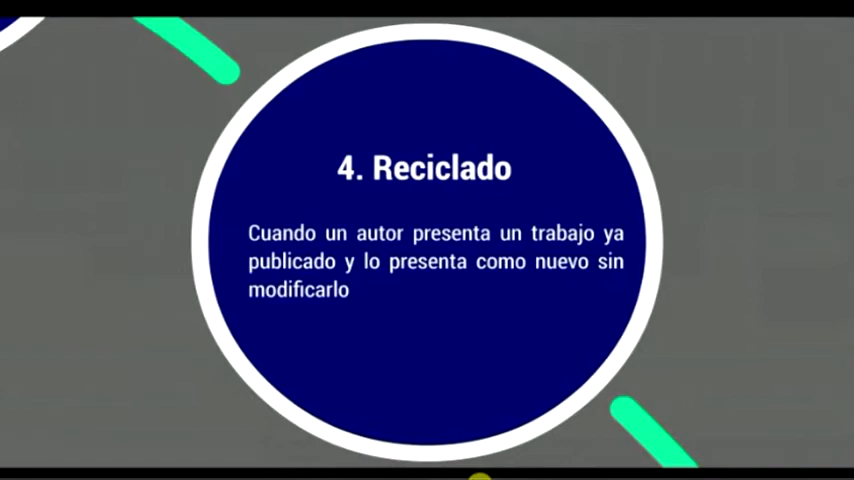 4. Reciclado
Cuando un autor presenta un trabajo ya
publicado y lo presenta como nuevo sin
modificarlo